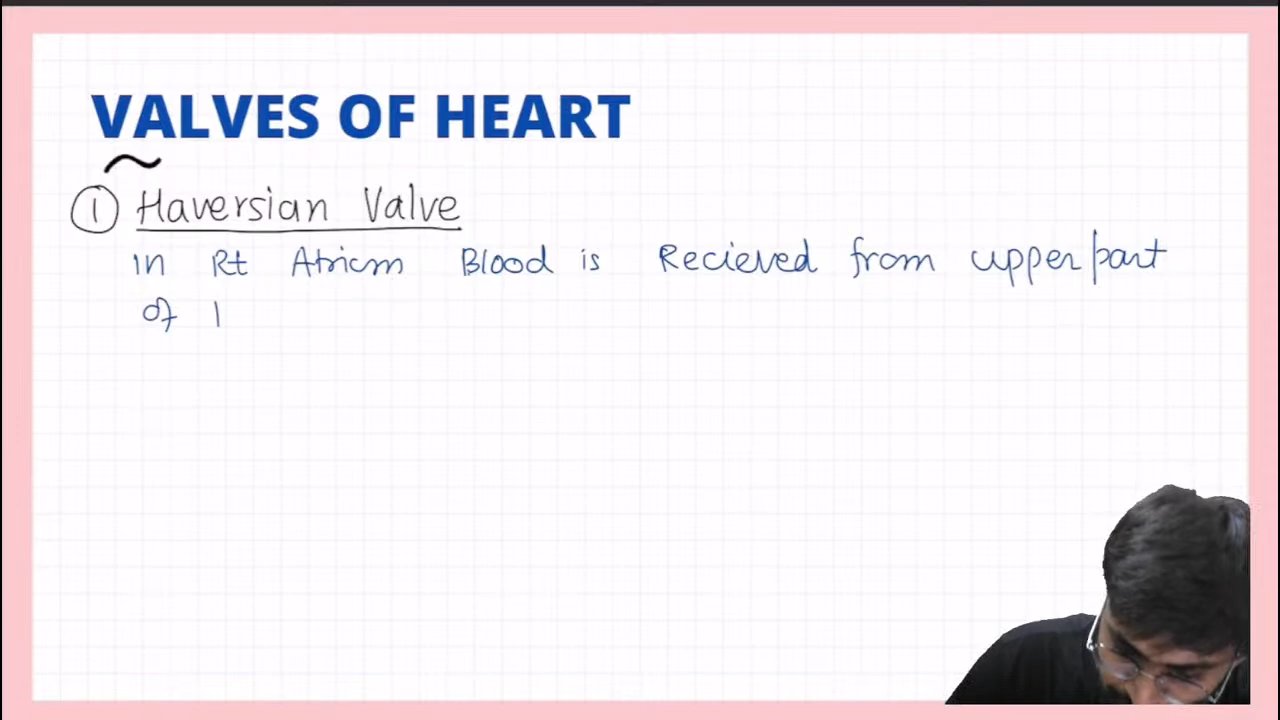 VALVES OF HEART
① Haversian Valve
In Rt Atrium Blood is Recieved from upper part
of